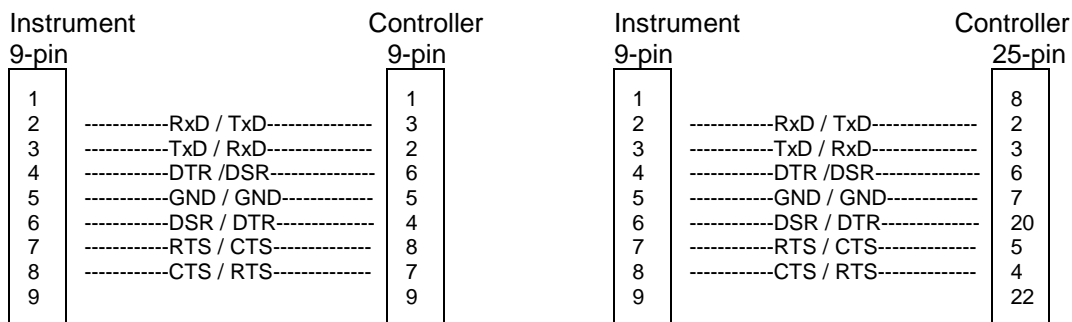 Instrument Controller
9-pin 9-pin
1 1
2 -------------RxD / TxD---------------- 3
3 -------------TxD / RxD---------------- 2
4 -------------DTR /DSR---------------- 6
5 -------------GND / GND-------------- 5
6 -------------DSR / DTR--------------- 4
7 -------------RTS / CTS--------------- 8
8 -------------CTS / RTS--------------- 7
9 9
Instrument Controller
9-pin 25-pin
1 8
2 -------------RxD / TxD---------------- 2
3 -------------TxD / RxD---------------- 3
4 -------------DTR /DSR---------------- 6
5 -------------GND / GND-------------- 7
6 -------------DSR / DTR--------------- 20
7 -------------RTS / CTS--------------- 5
8 -------------CTS / RTS--------------- 4
9 22